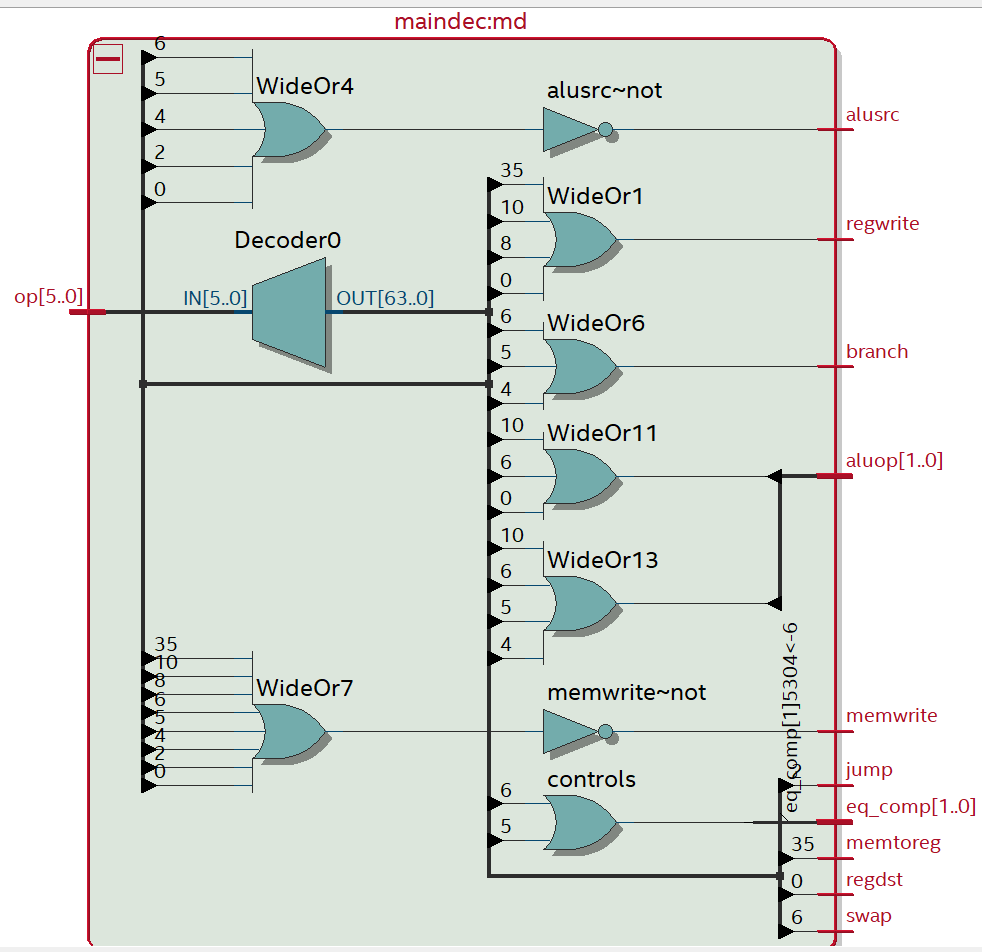 maindec:md
6
5
4
2
0
WideOr4
alusrc~not
alusrc
35
10
8
0
WideOr1
regwrite
Decoder0
op[5..0]
IN[5..0]
OUT[63..0]
6
5
4
WideOr6
branch
10
6
0
WideOr11
aluop[1..0]
10
6
5
4
WideOr13
35
10
8
6
5
4
2
0
WideOr7
memwrite~not
memwrite
6
5
controls
eq_comp[1]5304<-6
2
jump
eq_comp[1..0]
35
memtoreg
0
regdst
6
swap